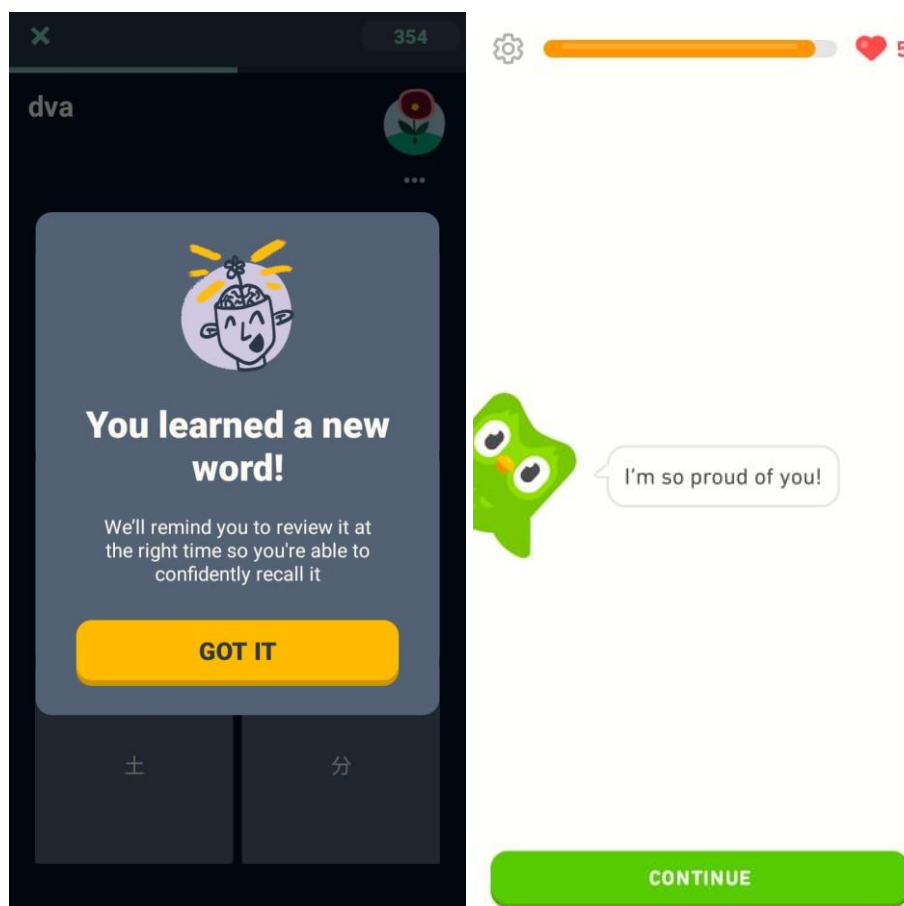 354
dva
You learned a new
word!
We'll remind you to review it at
the right time so you're able to
confidently recall it
GOT IT
土
分
5
I'm so proud of you!
CONTINUE